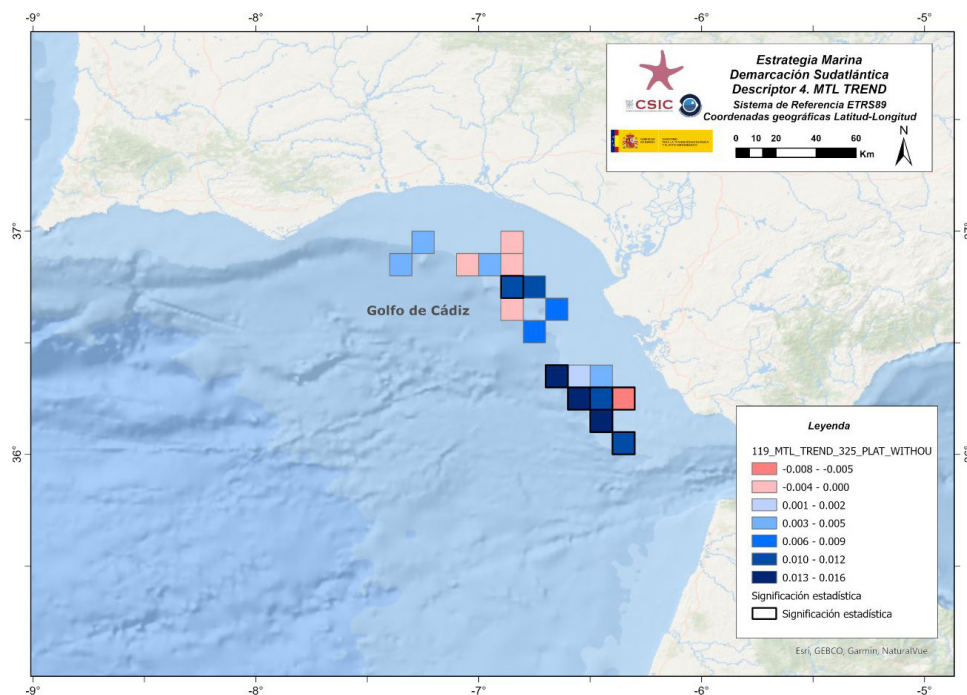 -9°
-8°
-7°
-6°
-5°
Estrategia Marina
Demarcación Sudatlántica
Descriptor 4. MTL TREND
Sistema de Referencia ETRS89
Coordenadas geográficas Latitud-Longitud
CSIC
N
0 10 20 40 60
Km
37°
37°
Golfo de Cádiz
36°
36°
Leyenda
119_MTL_TREND_325_PLAT_WITHOU
-0.008 - -0.005
-0.004 - 0.000
0.001 - 0.002
0.003 - 0.005
0.006 - 0.009
0.010 - 0.012
0.013 - 0.016
Significación estadística
Significación estadística
Esri, GEBCO, Garmin, NaturalVue
-9°
-8°
-7°
-6°
-5°